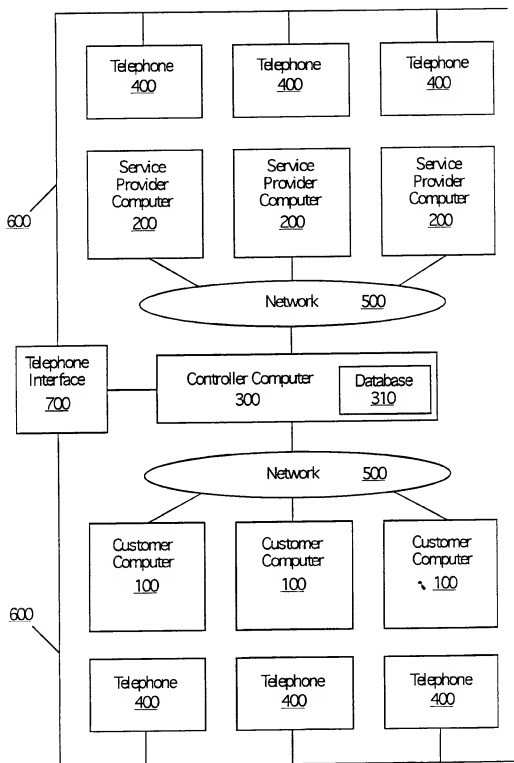 Telephone
400
Telephone
400
Telephone
400
Service
Provider
Computer
200
Service
Provider
Computer
200
Service
Provider
Computer
200
600
Network 500
Telephone
Interface
700
Controller Computer
300
Database
310
Network 500
Customer
Computer
100
Customer
Computer
100
Customer
Computer
100
600
Telephone
400
Telephone
400
Telephone
400